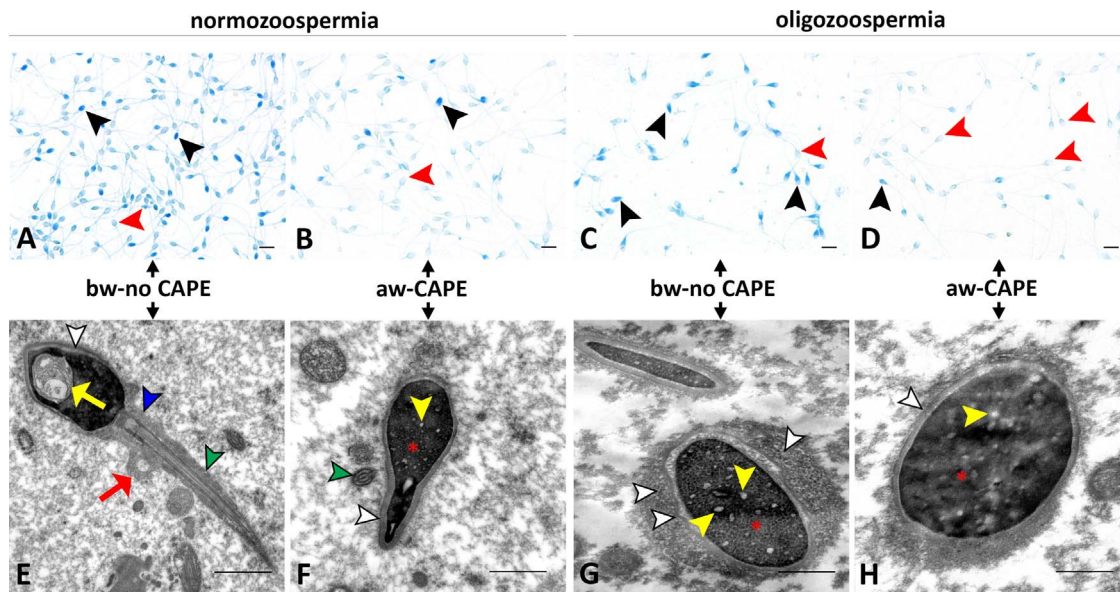 normozoospermia
oligozoospermia
A
B
C
D
bw-no CAPE
aw-CAPE
bw-no CAPE
aw-CAPE
E
F
G
H